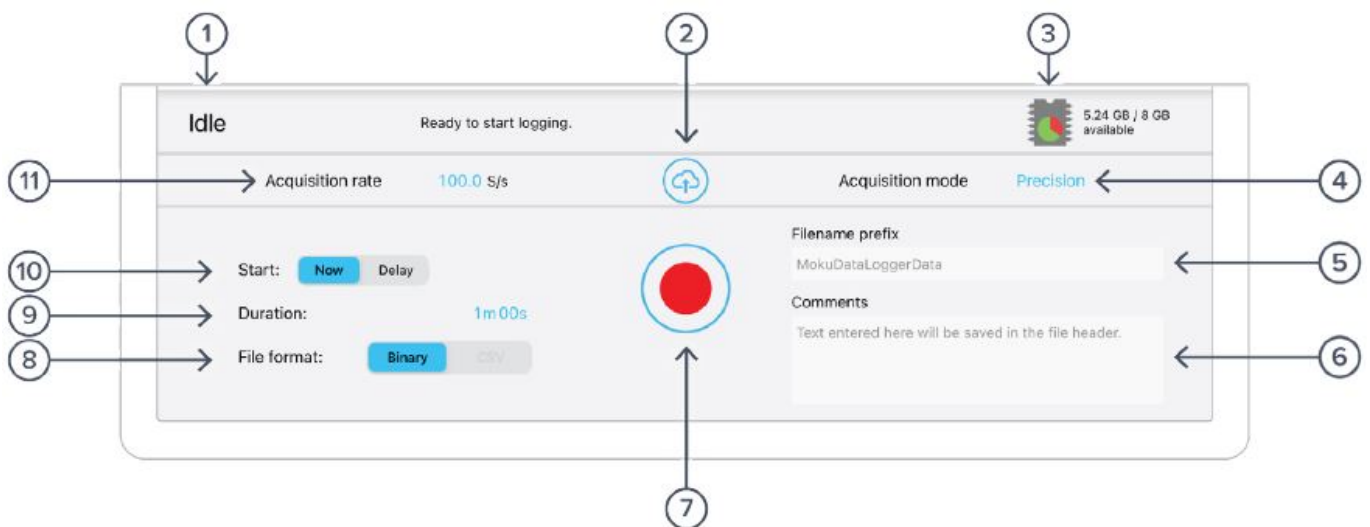 1
2
3
Idle
Ready to start logging.
5.24 GB / 8 GB
available
11
Acquisition rate 100.0 S/s
Acquisition mode Precision
4
Filename prefix
10
Start: Now Delay
MokuDataLoggerData
5
9
Duration: 1m00s
Comments
Text entered here will be saved in the file header.
8
File format: Binary CSV
6
7